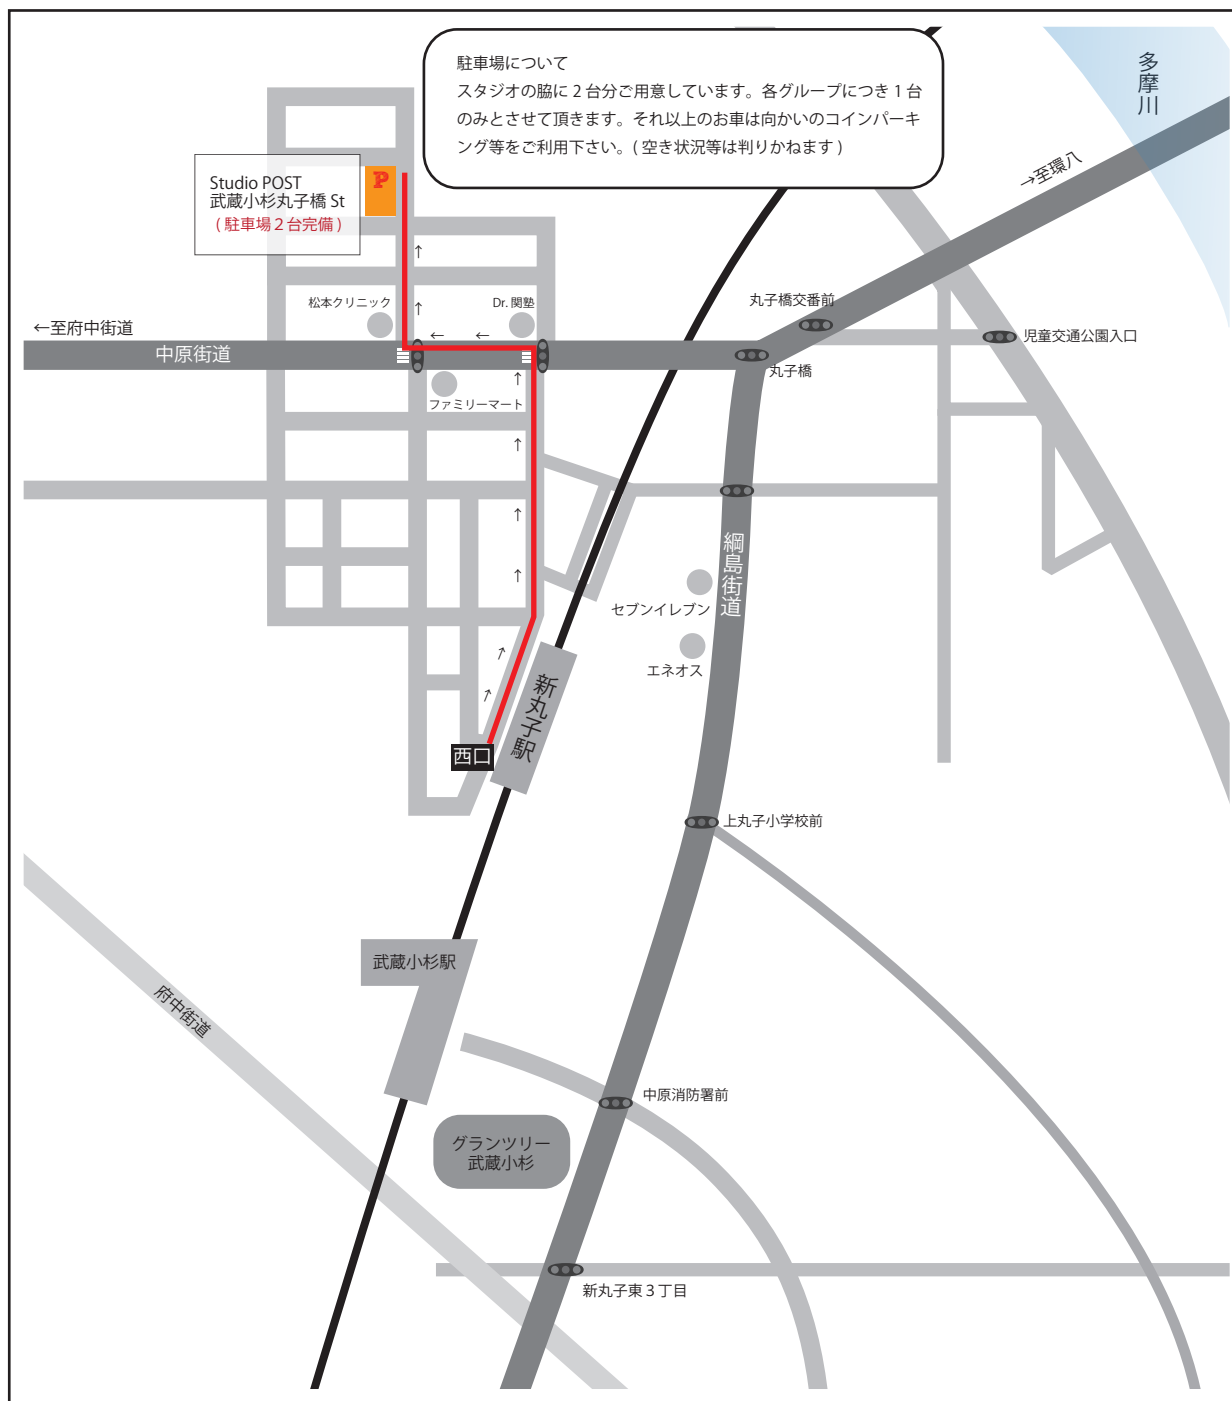 駐車場について
スタジオの脇に 2 台分ご用意しています。各グループにつき 1 台
のみとさせて頂きます。それ以上のお車は向かいのコインパーキ
ング等をご利用下さい。( 空き状況等は判りかねます )
多摩川
→至環八
P
Studio POST
武蔵小杉丸子橋 St
( 駐車場 2 台完備 )
↑
松本クリニック
↑
Dr. 関塾
丸子橋交番前
←至府中街道
← ←
児童交通公園入口
中原街道
丸子橋
↑
ファミリーマート
↑
↑
綱島街道
↑
セブンイレブン
↑
エネオス
新丸子駅
↑
西口
上丸子小学校前
武蔵小杉駅
府中街道
中原消防署前
グランツリー
武蔵小杉
新丸子東 3 丁目